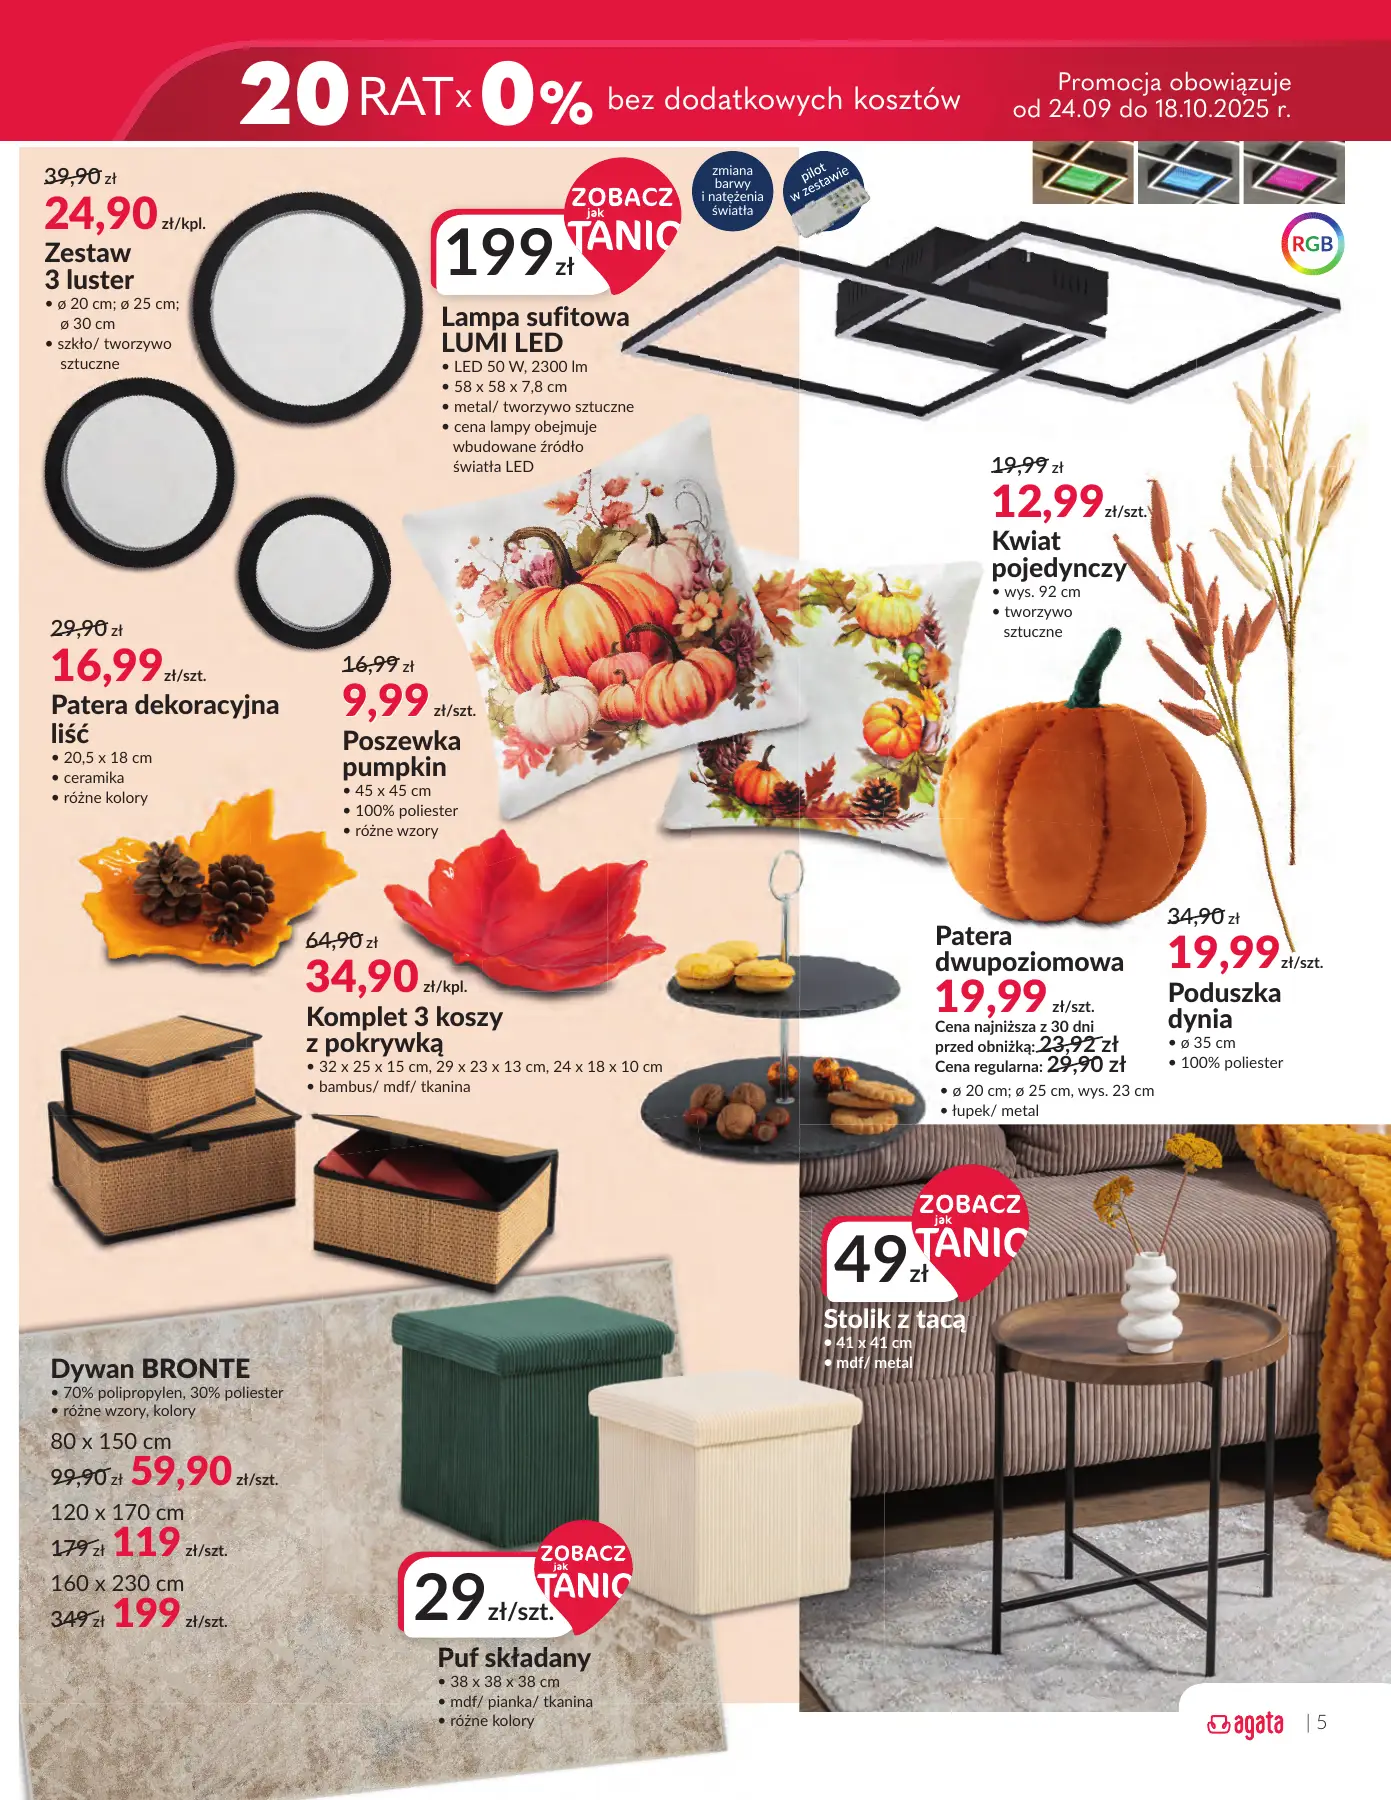 20 RAT x 0% bez dodatkowych kosztów
Promocja obowiązuje
od 24.09 do 18.10.2025 r.
39,90 zł
24,90 zł/kpl.
Zestaw
3 luster
• ø 20 cm; ø 25 cm;
ø 30 cm
• szkło/ tworzywo
sztuczne
ZOBACZ
jak
TANIO
199 zł
Lampa sufitowa
LUMI LED
• LED 50 W, 2300 lm
• 58 x 58 x 7,8 cm
• metal/ tworzywo sztuczne
• cena lampy obejmuje
wbudowane źródło
światła LED
zmiana
barwy
i natężenia
światła
pilot
w zestawie
RGB
19,99 zł
12,99 zł/szt.
Kwiat
pojedynczy
• wys. 92 cm
• tworzywo
sztuczne
29,90 zł
16,99 zł/szt.
Patera dekoracyjna
liść
• 20,5 x 18 cm
• ceramika
• różne kolory
16,99 zł
9,99 zł/szt.
Poszewka
pumpkin
• 45 x 45 cm
• 100% poliester
• różne wzory
64,90 zł
34,90 zł/kpl.
Komplet 3 koszy
z pokrywką
• 32 x 25 x 15 cm, 29 x 23 x 13 cm, 24 x 18 x 10 cm
• bambus/ mdf/ tkanina
Patera
dwupoziomowa
19,99 zł/szt.
Cena najniższa z 30 dni
przed obniżką: 23,92 zł
Cena regularna: 29,90 zł
• ø 20 cm; ø 25 cm, wys. 23 cm
• łupek/ metal
34,90 zł
19,99 zł/szt.
Poduszka
dynia
• ø 35 cm
• 100% poliester
ZOBACZ
jak
TANIO
49 zł
Stolik z tacą
• 41 x 41 cm
• mdf/ metal
Dywan BRONTE
• 70% polipropylen, 30% poliester
• różne wzory, kolory
80 x 150 cm
99,90 zł 59,90 zł/szt.
120 x 170 cm
179 zł 119 zł/szt.
160 x 230 cm
349 zł 199 zł/szt.
ZOBACZ
jak
TANIO
29 zł/szt.
Puf składany
• 38 x 38 x 38 cm
• mdf/ pianka/ tkanina
• różne kolory
agata | 5